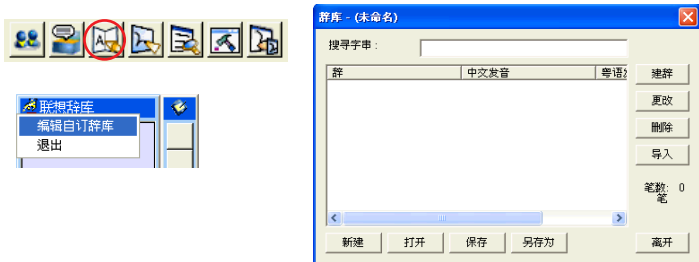 联想辞库
编辑自订辞库
退出
辞库 - (未命名)
搜寻字串:
辞 中文发音 粤语发
建辞
更改
删除
导入
笔数: 0
笔
新建 打开 保存 另存为 离开